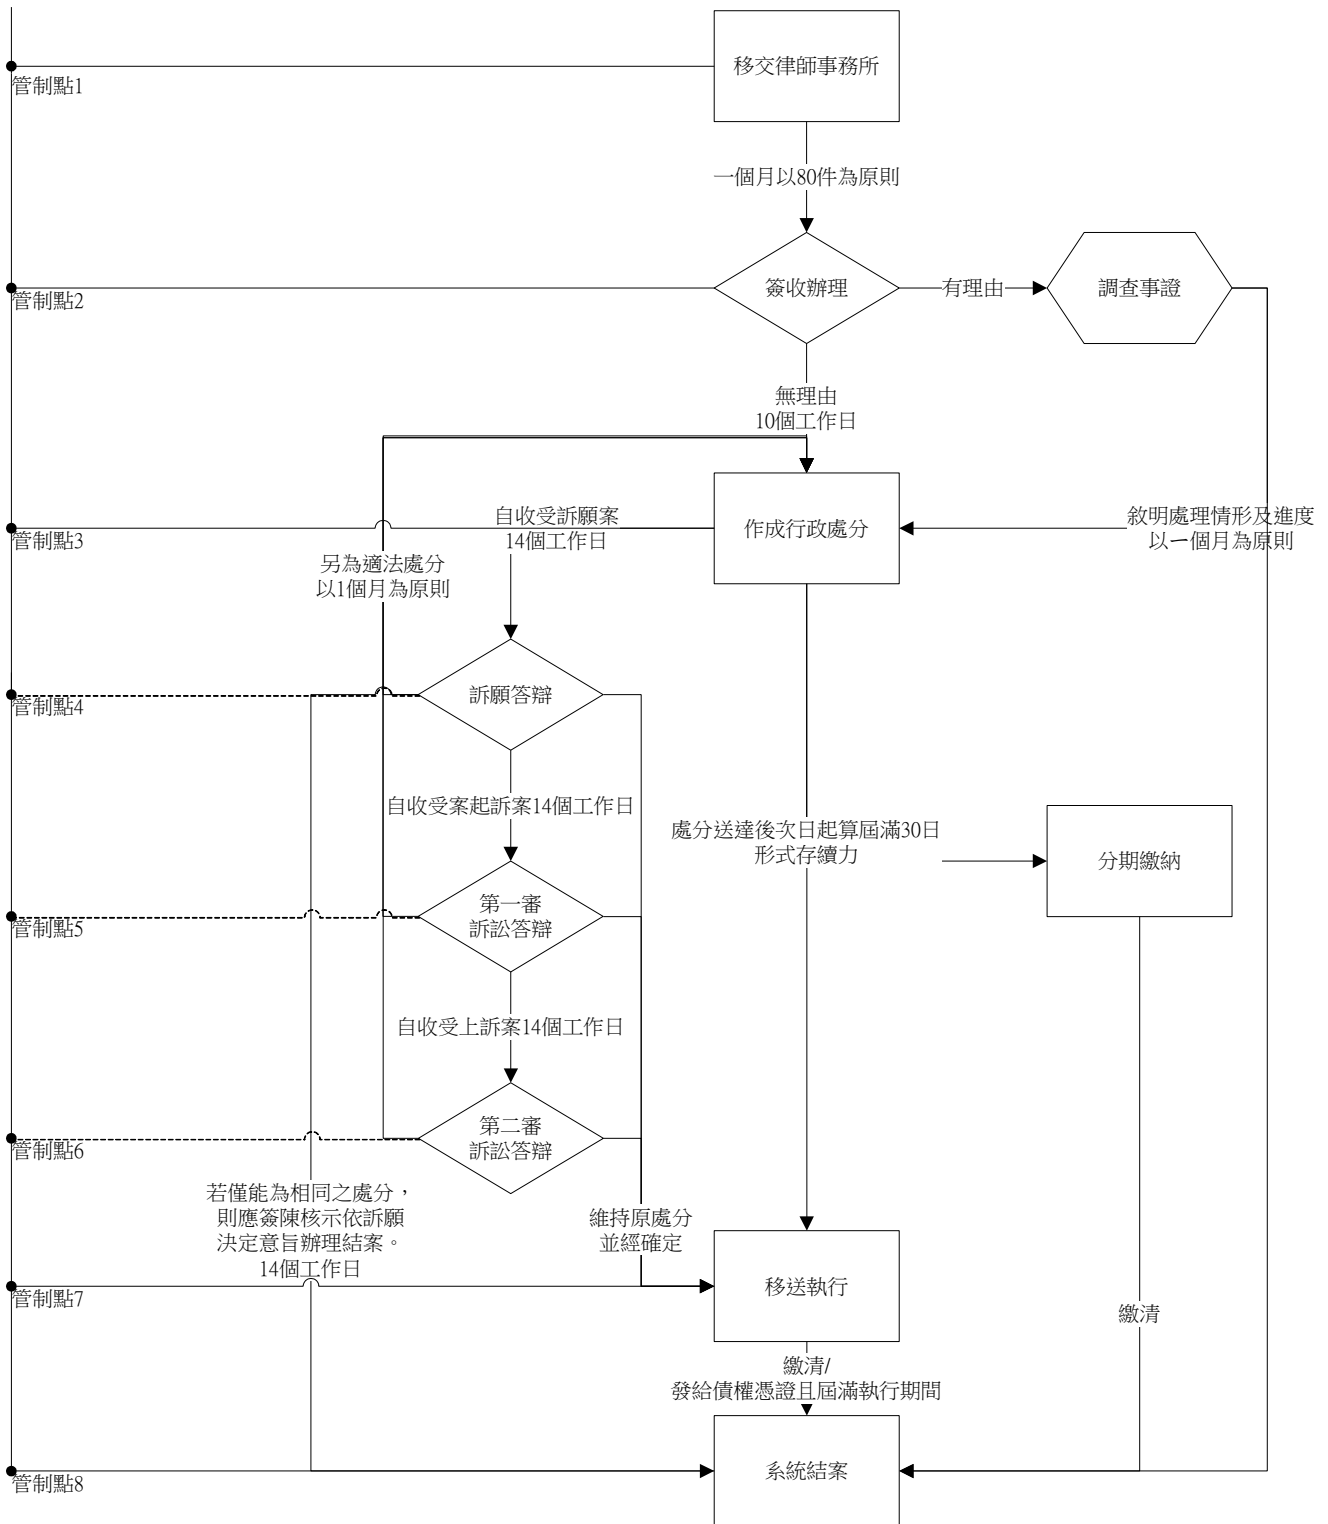 移交律師事務所
管制點1
一個月以80件為原則
簽收辦理
有理由
調查事證
管制點2
無理由
10個工作日
自收受訴願案
14個工作日
作成行政處分
敘明處理情形及進度
以一個月為原則
管制點3
另為適法處分
以1個月為原則
訴願答辯
管制點4
自收受案起訴案14個工作日
處分送達後次日起算屆滿30日
形式存續力
分期繳納
第一審
訴訟答辯
管制點5
自收受上訴案14個工作日
第二審
訴訟答辯
管制點6
若僅能為相同之處分，
則應簽陳核示依訴願
決定意旨辦理結案。
14個工作日
維持原處分
並經確定
移送執行
管制點7
繳清
繳清/
發給債權憑證且屆滿執行期間
系統結案
管制點8